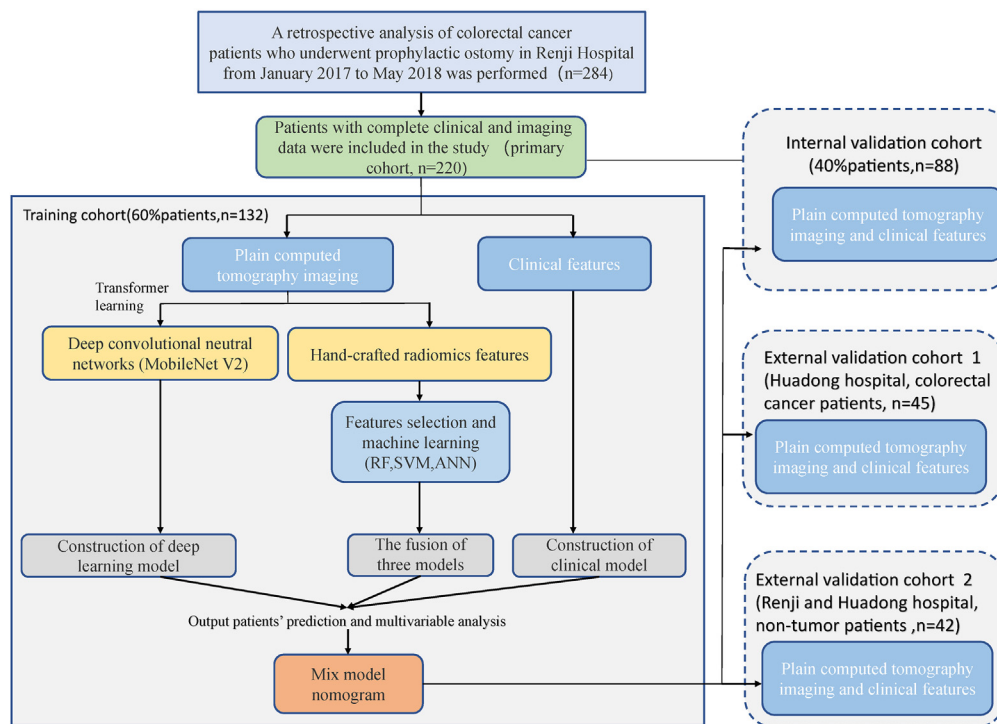 A retrospective analysis of colorectal cancer
patients who underwent prophylactic ostomy in Renji Hospital
from January 2017 to May 2018 was performed (n=284)
Patients with complete clinical and imaging
data were included in the study (primary
cohort, n=220)
Internal validation cohort
(40%patients,n=88)
Plain computed tomography
imaging and clinical features
Training cohort(60%patients,n=132)
Plain computed
tomography imaging
Clinical features
Transformer
learning
Deep convolutional neutral
networks (MobileNet V2)
Hand-crafted radiomics features
Features selection and
machine learning
(RF,SVM,ANN)
External validation cohort 1
(Huadong hospital, colorectal
cancer patients, n=45)
Plain computed tomography
imaging and clinical features
Construction of deep
learning model
The fusion of
three models
Construction of
clinical model
Output patients' prediction and multivariable analysis
Mix model
nomogram
External validation cohort 2
(Renji and Huadong hospital,
non-tumor patients ,n=42)
Plain computed tomography
imaging and clinical features